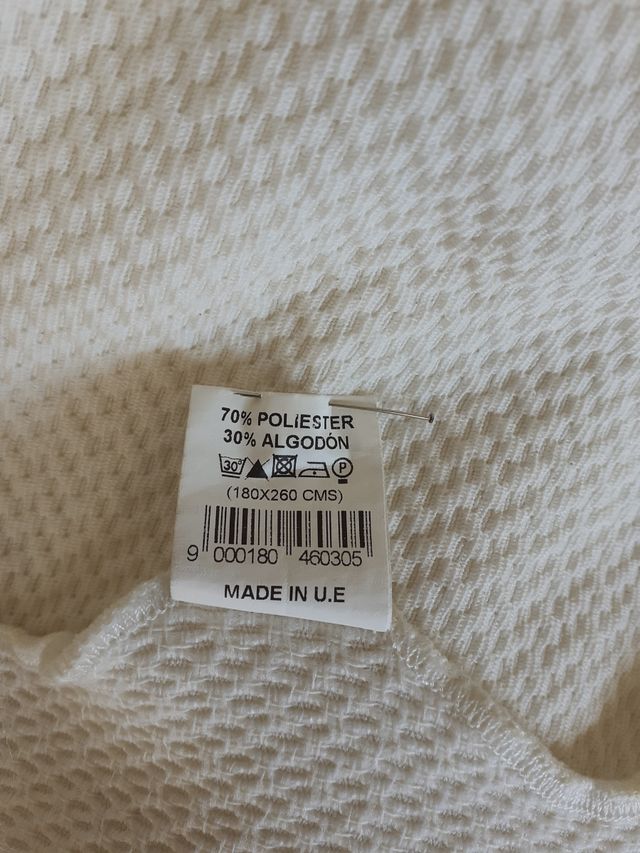 70% POLIESTER
30% ALGODÓN
30° P
(180X260 CMS)
9 000180 460305
MADE IN U.E